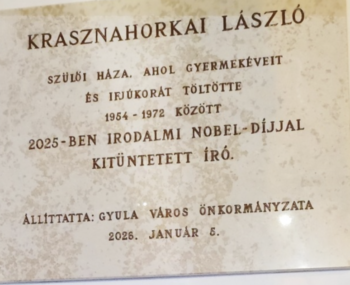 KRASZNAHORKAI LÁSZLÓ
SZÜLŐI HÁZA, AHOL GYERMEKÉVEIT
ÉS IFJÚKORÁT TÖLTÖTTE
1954 - 1972 KÖZÖTT
2025-BEN IRODALMI NOBEL-DÍJJAL
KITÜNTETETT ÍRÓ.
ÁLLÍTTATTA: GYULA VÁROS ÖNKORMÁNYZATA
2026. JANUÁR 5.